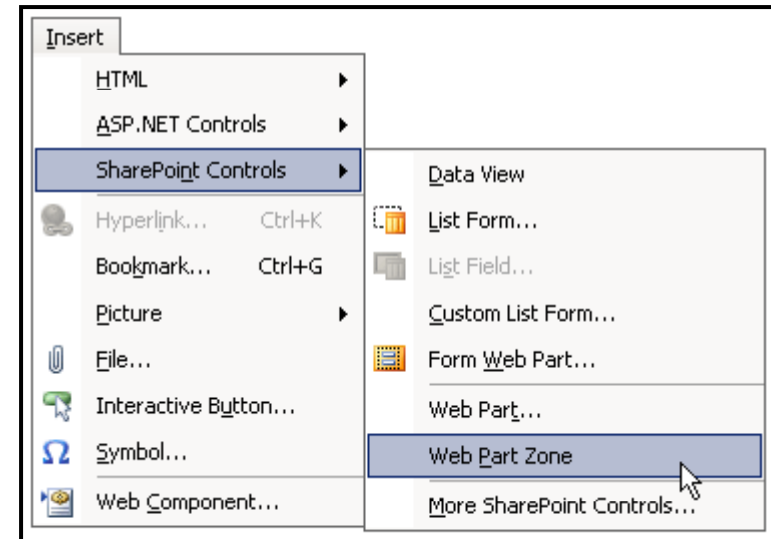 Insert
HTML
ASP.NET Controls
SharePoint Controls
Hyperlink... Ctrl+K
Bookmark... Ctrl+G
Picture
File...
Interactive Button...
Symbol...
Web Component...
Data View
List Form...
List Field...
Custom List Form...
Form Web Part...
Web Part...
Web Part Zone
More SharePoint Controls...